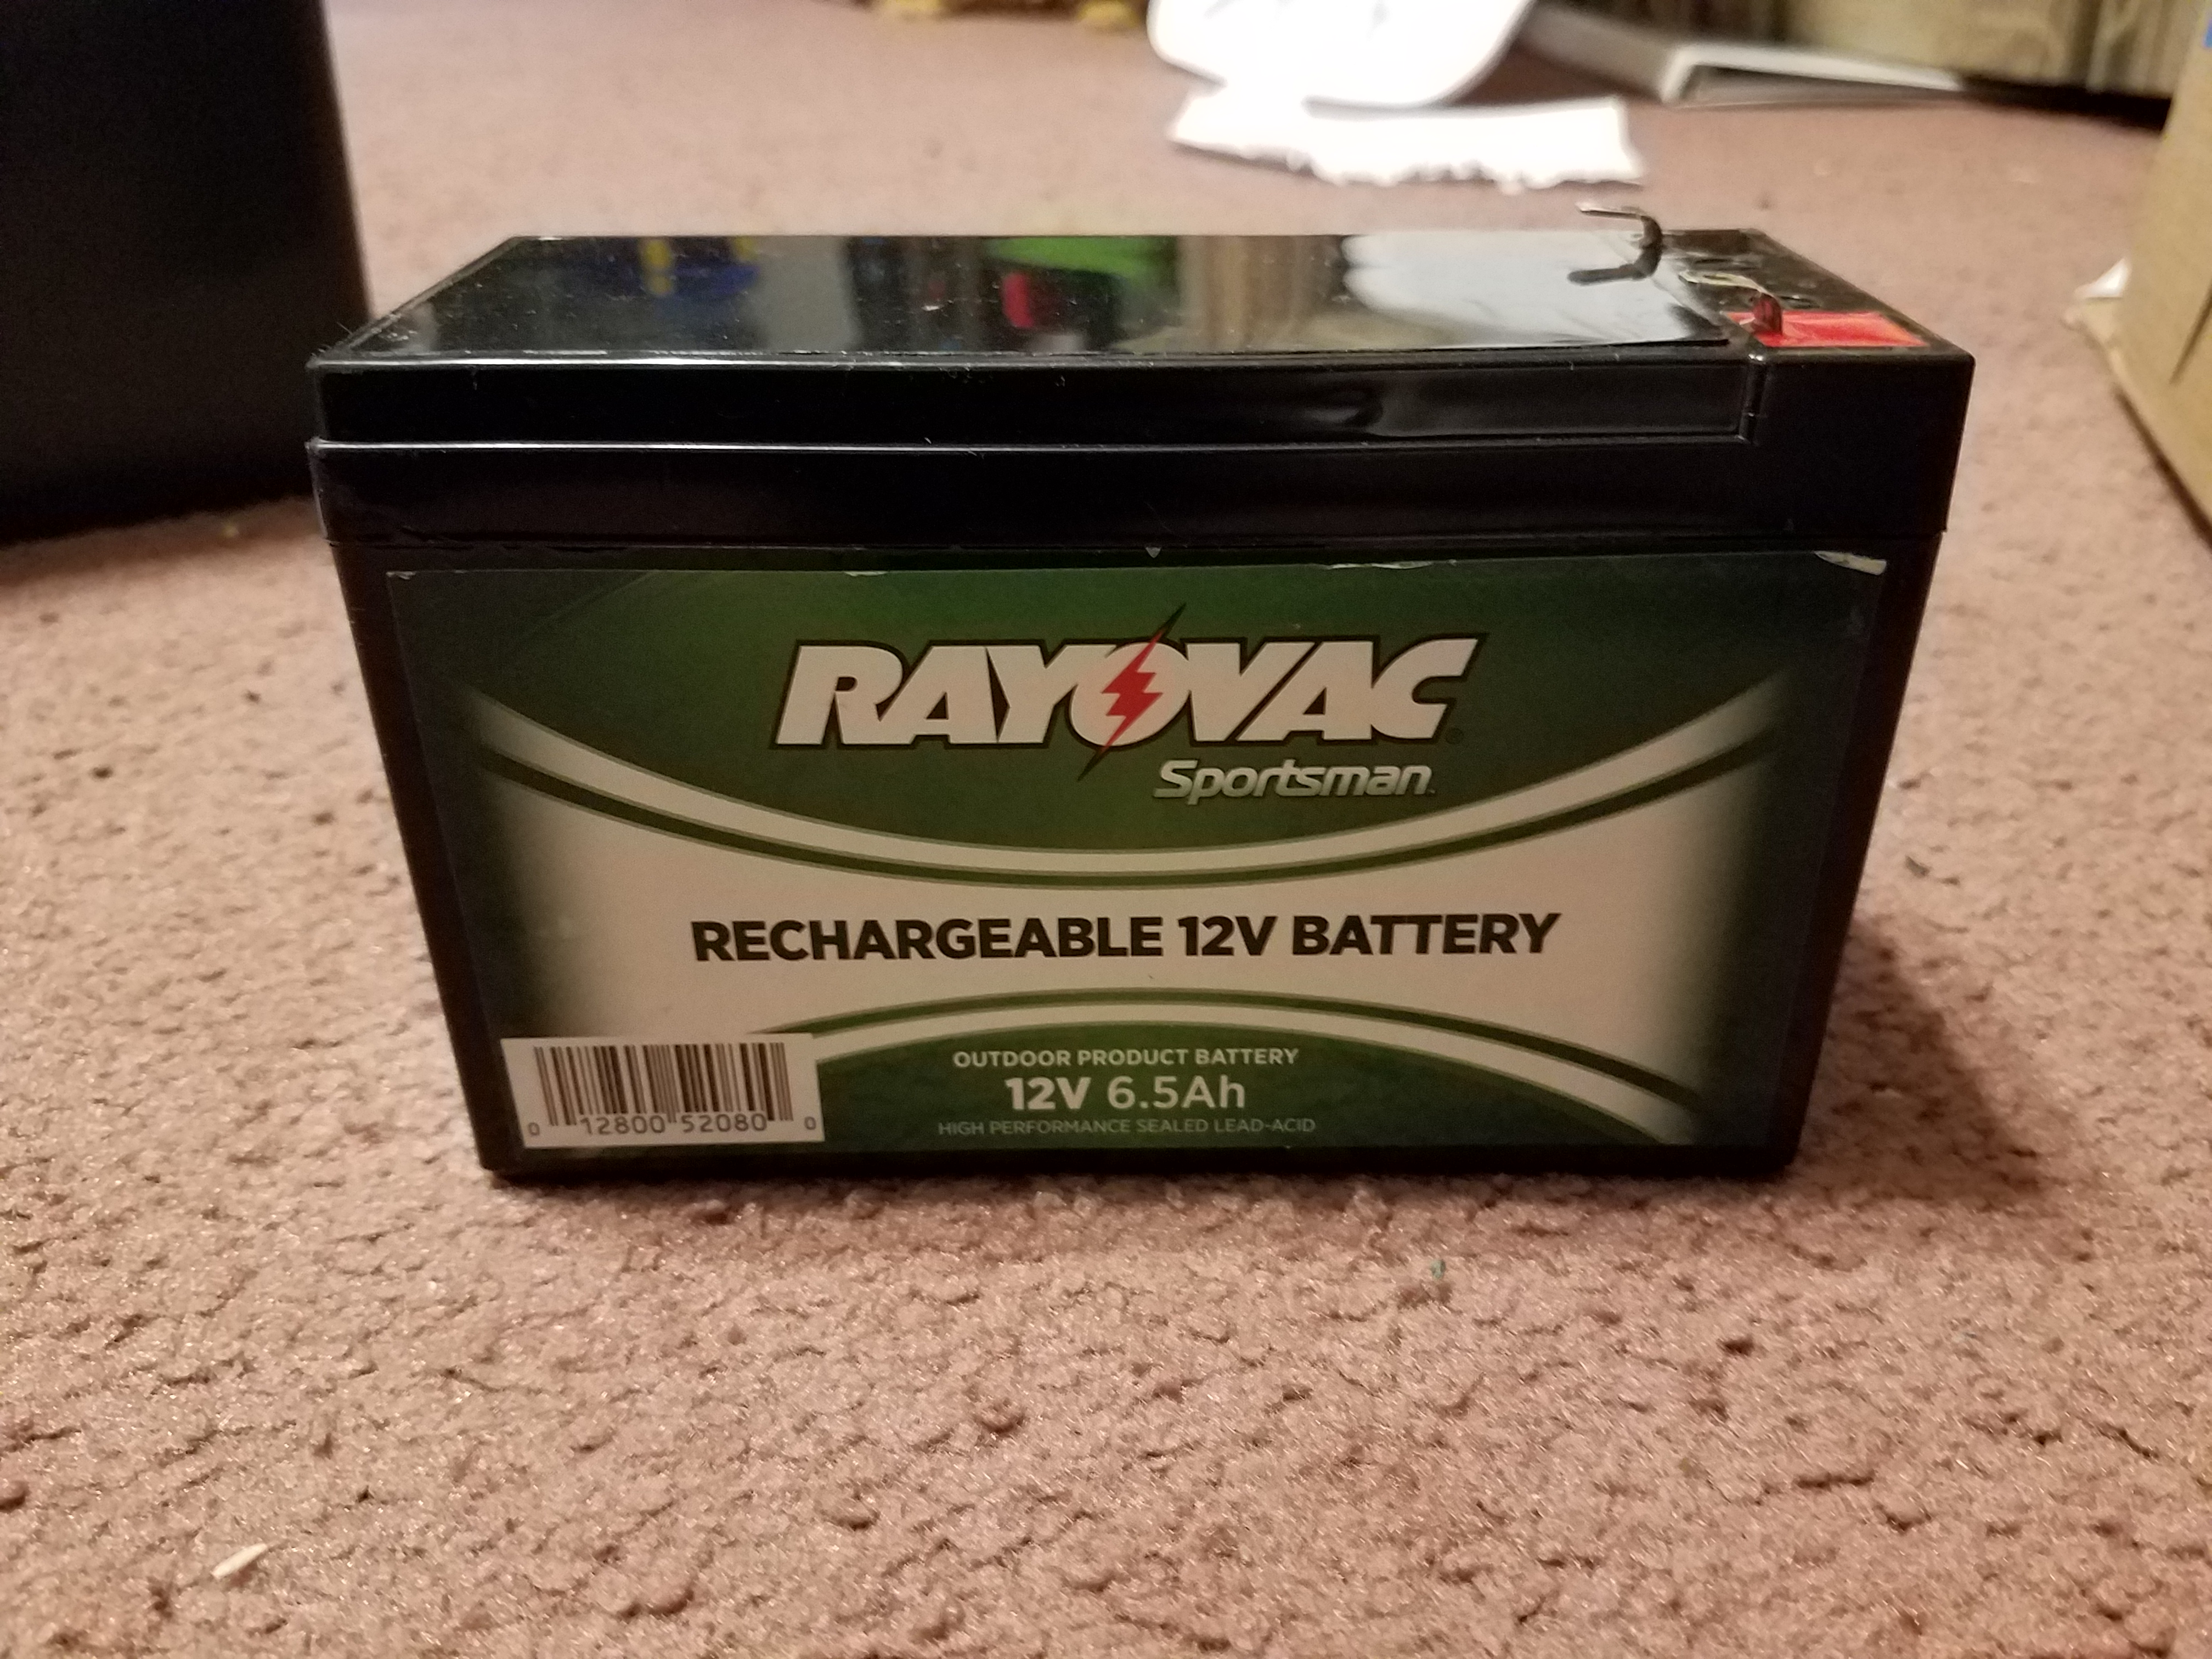 RAYOVAC
Sportsman
RECHARGEABLE 12V BATTERY
OUTDOOR PRODUCT BATTERY
12V 6.5Ah
HIGH PERFORMANCE SEALED LEAD-ACID
0 12800 52080 0